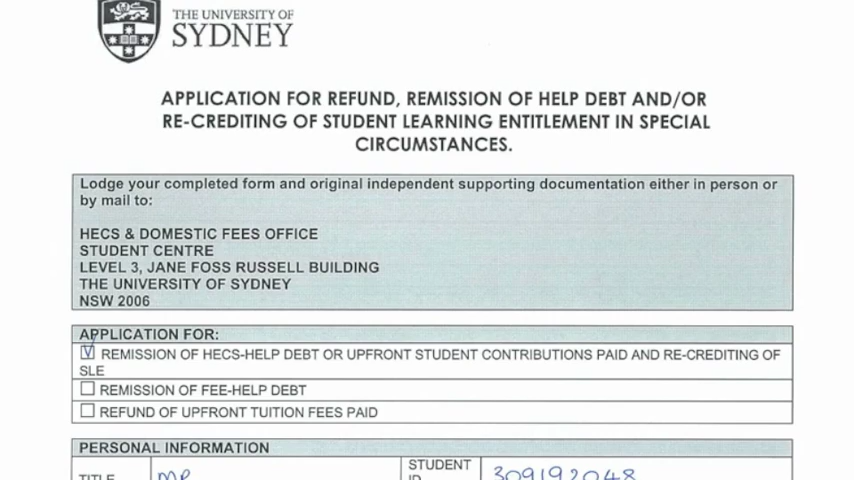 THE UNIVERSITY OF
SYDNEY
APPLICATION FOR REFUND, REMISSION OF HELP DEBT AND/OR
RE-CREDITING OF STUDENT LEARNING ENTITLEMENT IN SPECIAL
CIRCUMSTANCES.
Lodge your completed form and original independent supporting documentation either in person or
by mail to:
HECS & DOMESTIC FEES OFFICE
STUDENT CENTRE
LEVEL 3, JANE FOSS RUSSELL BUILDING
THE UNIVERSITY OF SYDNEY
NSW 2006
APPLICATION FOR:
REMISSION OF HECS-HELP DEBT OR UPFRONT STUDENT CONTRIBUTIONS PAID AND RE-CREDITING OF
SLE
REMISSION OF FEE-HELP DEBT
REFUND OF UPFRONT TUITION FEES PAID
PERSONAL INFORMATION
TITLE MR STUDENT
ID 309192048